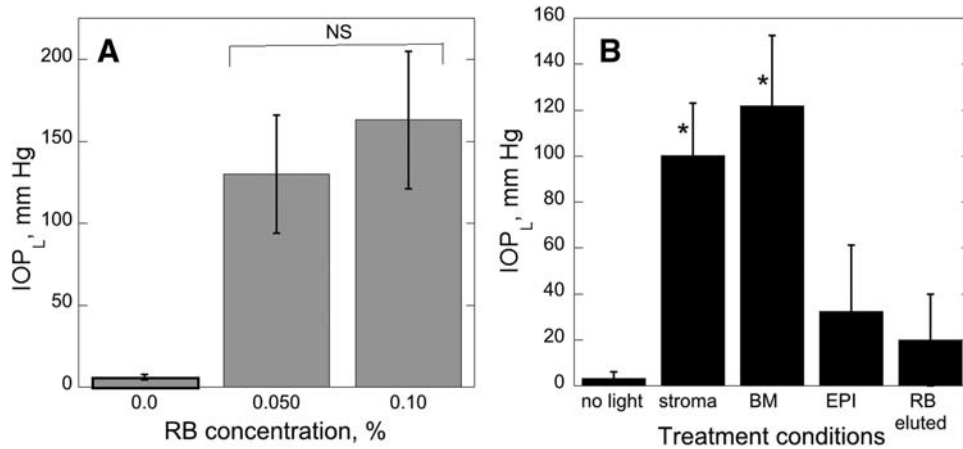 A
NS
IOP_L, mm Hg
200
150
100
50
0
0.0 0.050 0.10
RB concentration, %
B
IOP_L, mm Hg
160
140
120
100
80
60
40
20
0
*
*
no light stroma BM EPI RB
eluted
Treatment conditions